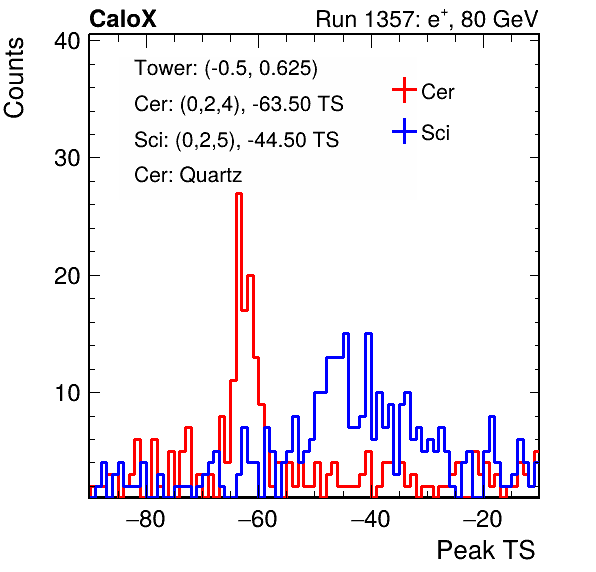 CaloX Run 1357: e⁺, 80 GeV
Counts
40
30
20
10
Tower: (-0.5, 0.625)
Cer: (0,2,4), -63.50 TS
Sci: (0,2,5), -44.50 TS
Cer: Quartz
Cer
Sci
−80 −60 −40 −20
Peak TS